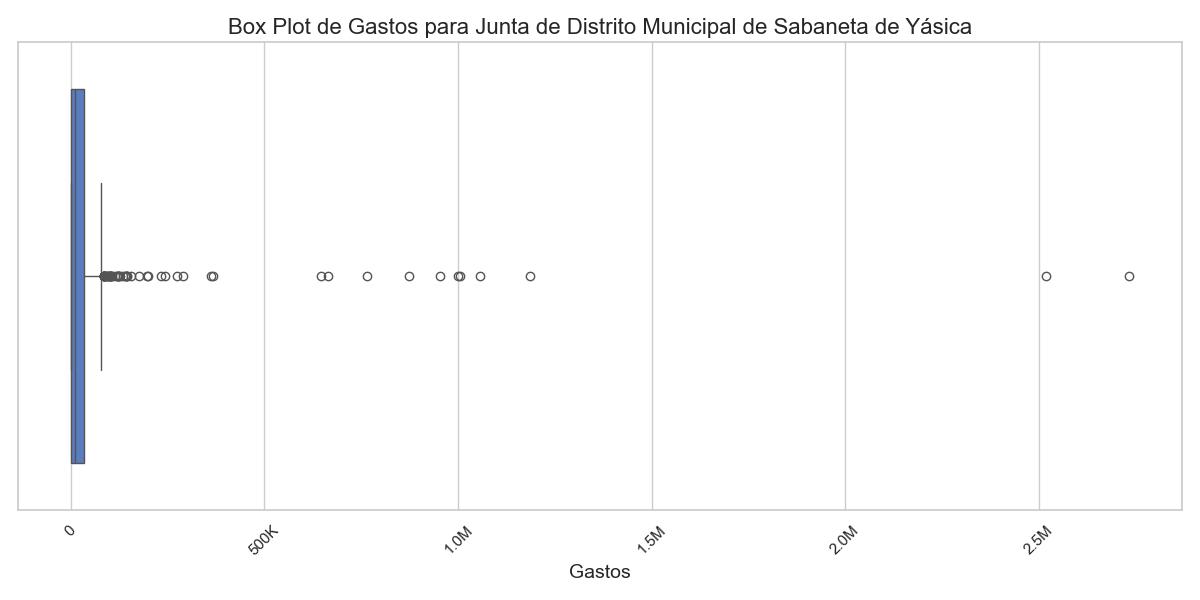 Box Plot de Gastos para Junta de Distrito Municipal de Sabaneta de Yásica
0
500K
1.0M
1.5M
2.0M
2.5M
Gastos